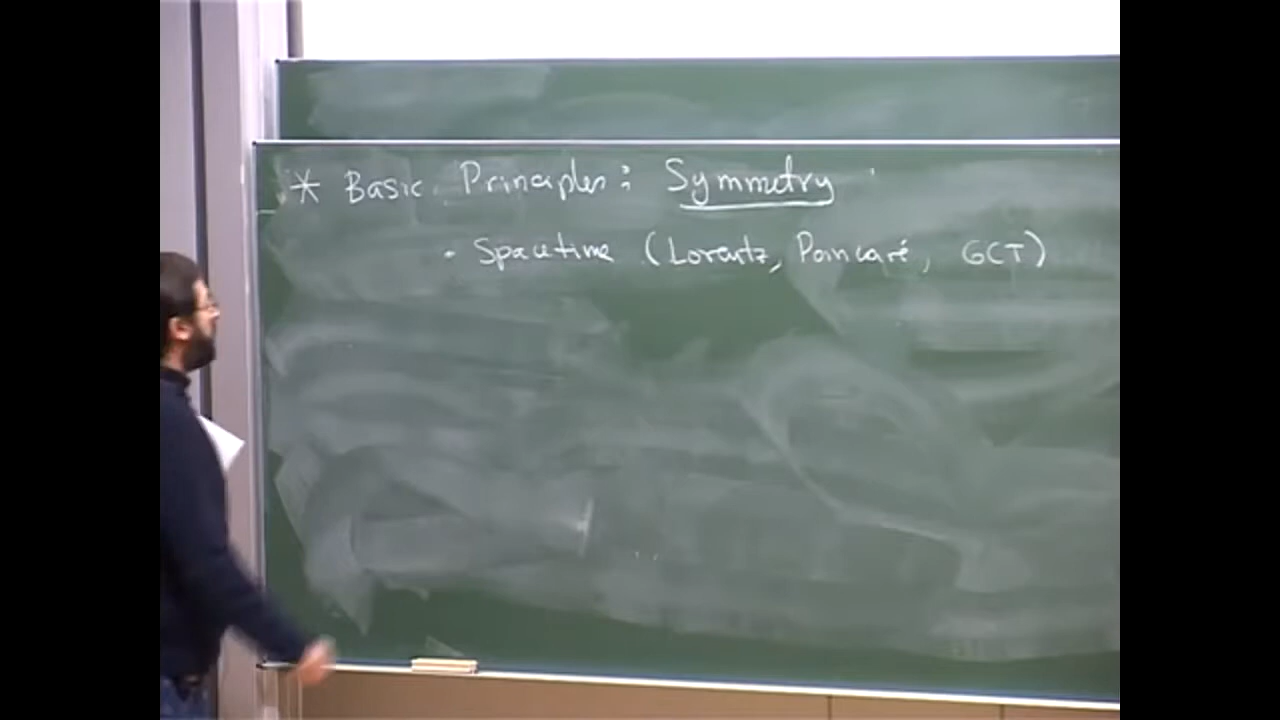 * Basic Principles: Symmetry
• Spacetime (Lorentz, Poincaré, GCT)